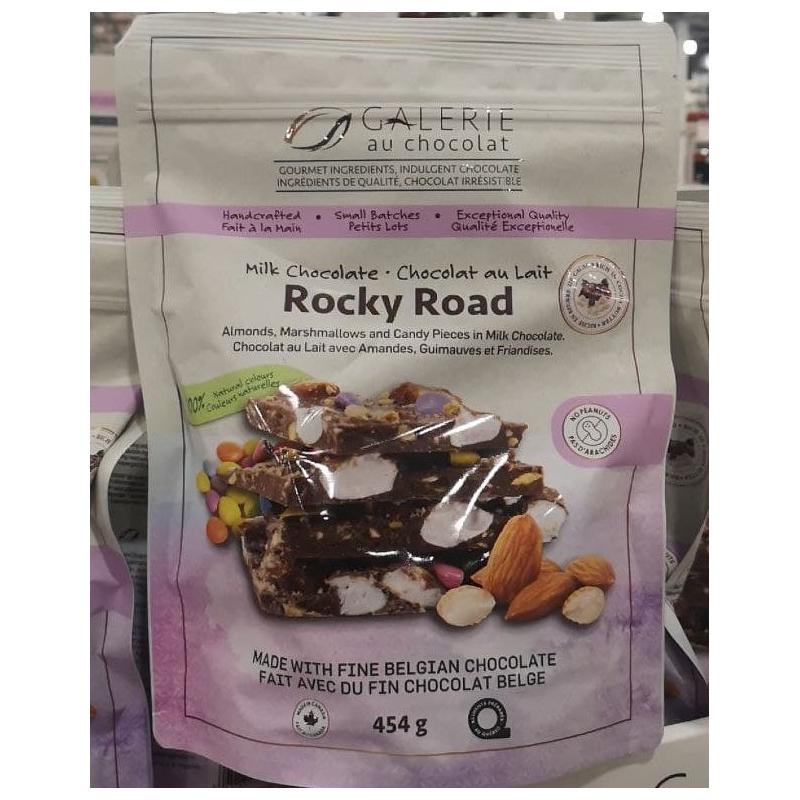 GALERIE
au chocolat
GOURMET INGREDIENTS, INDULGENT CHOCOLATE
INGRÉDIENTS DE QUALITÉ, CHOCOLAT IRRÉSISTIBLE
Handcrafted • Small Batches • Exceptional Quality
Fait à la Main Petits Lots Qualité Exceptionelle
Milk Chocolate · Chocolat au Lait
Rocky Road
Almonds, Marshmallows and Candy Pieces in Milk Chocolate.
Chocolat au Lait avec Amandes, Guimauves et Friandises.
Natural colours
Couleurs naturelles
NO PEANUTS
PAS D'ARACHIDES
MADE WITH FINE BELGIAN CHOCOLATE
FAIT AVEC DU FIN CHOCOLAT BELGE
454 g